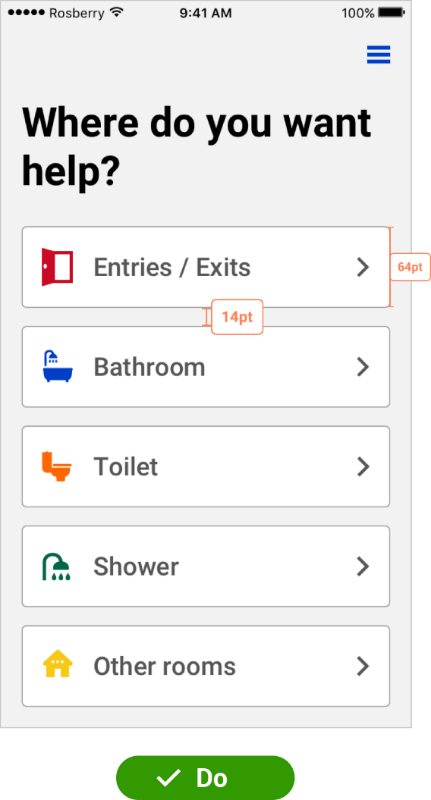 Rosberry 9:41 AM 100%
Where do you want
help?
Entries / Exits
64pt
14pt
Bathroom
Toilet
Shower
Other rooms
Do